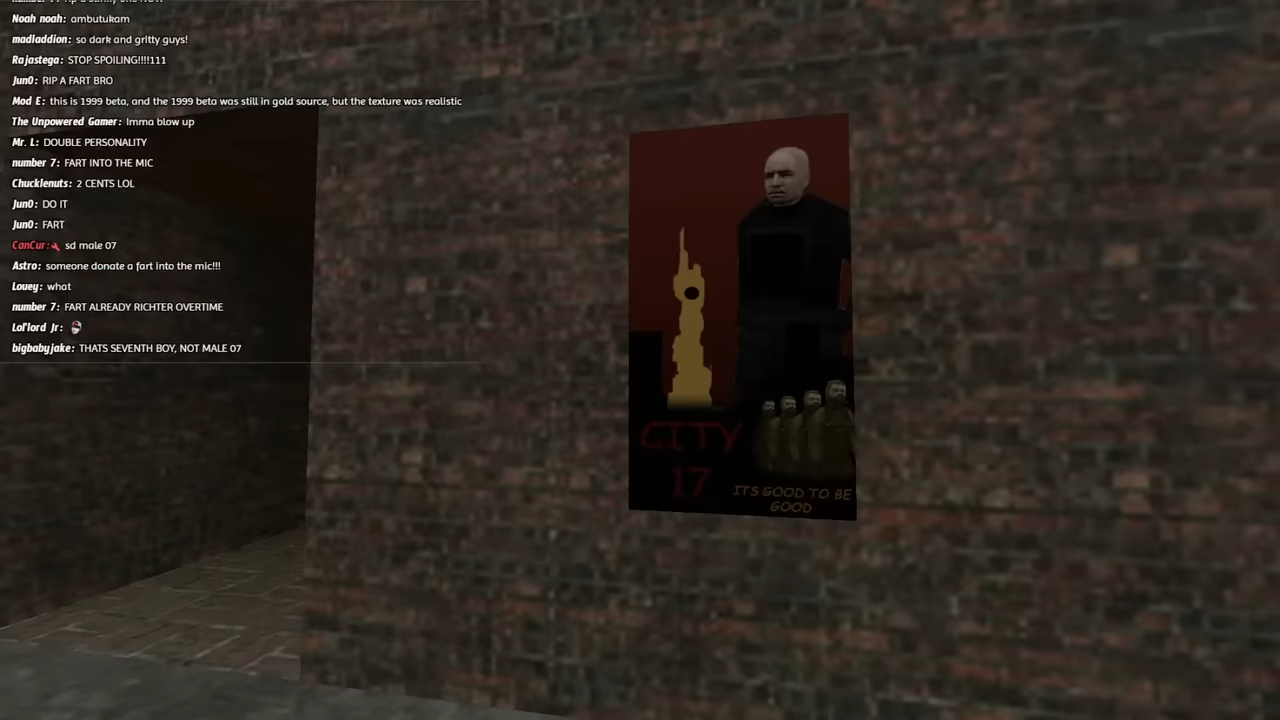 Noah noah: ambutukam
madladdion: so dark and gritty guys!
Rajastega: STOP SPOILING!!!!111
Jun0: RIP A FART BRO
Mod E: this is 1999 beta, and the 1999 beta was still in gold source, but the texture was realistic
The Unpowered Gamer: Imma blow up
Mr. L: DOUBLE PERSONALITY
number 7: FART INTO THE MIC
Chucklenuts: 2 CENTS LOL
Jun0: DO IT
Jun0: FART
CanCur: sd male 07
Astro: someone donate a fart into the mic!!!
Louey: what
number 7: FART ALREADY RICHTER OVERTIME
Lol'lord Jr:
bigbabyjake: THATS SEVENTH BOY, NOT MALE 07
CITY
17
ITS GOOD TO BE
GOOD